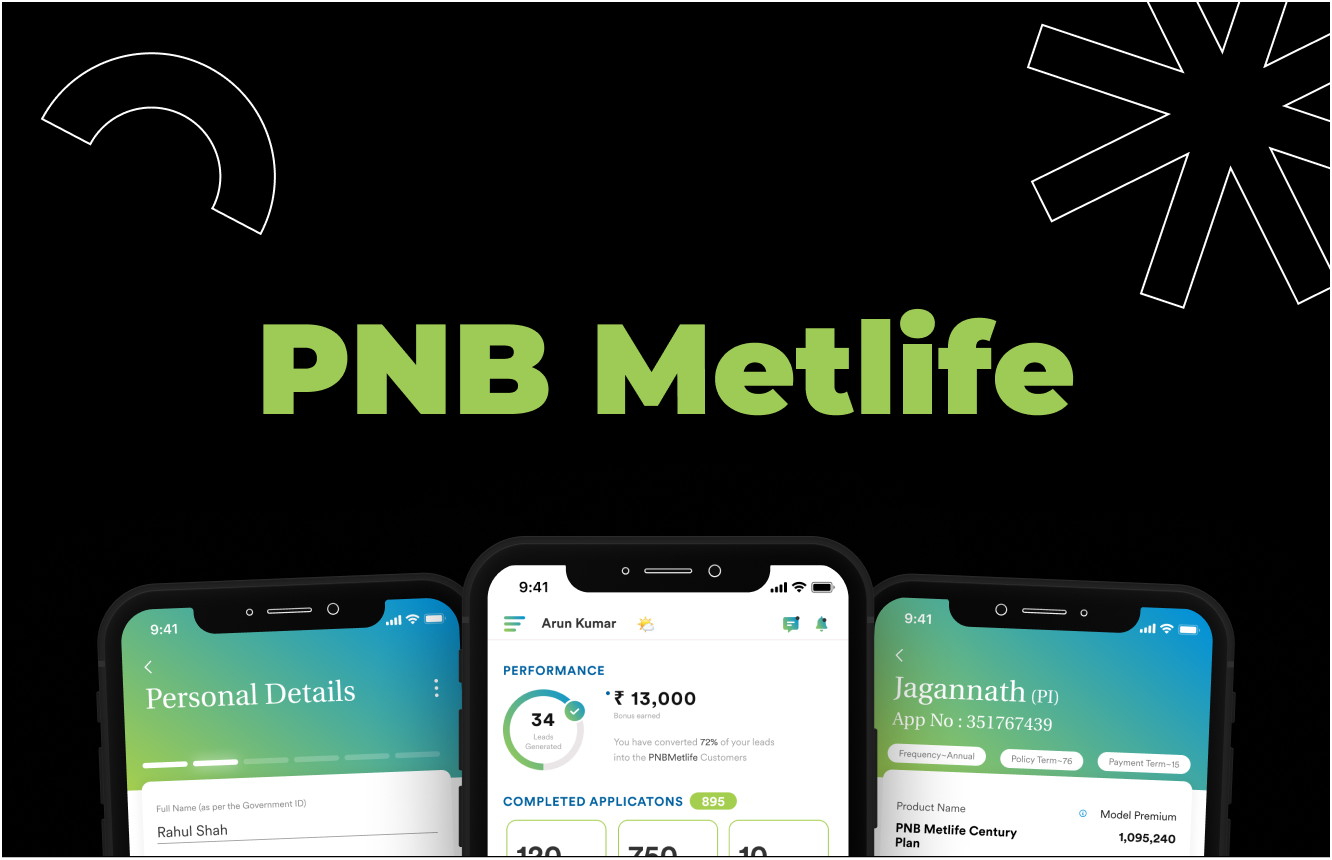 PNB Metlife
9:41
Personal Details
Full Name (as per the Government ID)
Rahul Shah
9:41
Arun Kumar
PERFORMANCE
34
Leads
Generated
₹ 13,000
Bonus earned
You have converted 72% of your leads
into the PNBMetlife Customers
COMPLETED APPLICATONS 895
120 750 10
9:41
Jagannath (PI)
App No : 351767439
Frequency–Annual Policy Term–76 Payment Term–15
Product Name
PNB Metlife Century
Plan
Model Premium
1,095,240